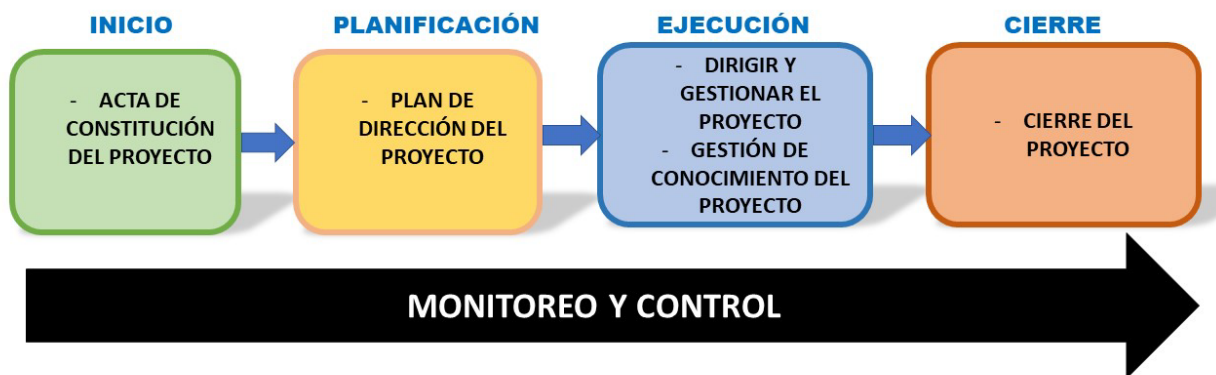 INICIO
- ACTA DE
CONSTITUCIÓN
DEL PROYECTO
PLANIFICACIÓN
- PLAN DE
DIRECCIÓN DEL
PROYECTO
EJECUCIÓN
- DIRIGIR Y
GESTIONAR EL
PROYECTO
- GESTIÓN DE
CONOCIMIENTO DEL
PROYECTO
CIERRE
- CIERRE DEL
PROYECTO
MONITOREO Y CONTROL